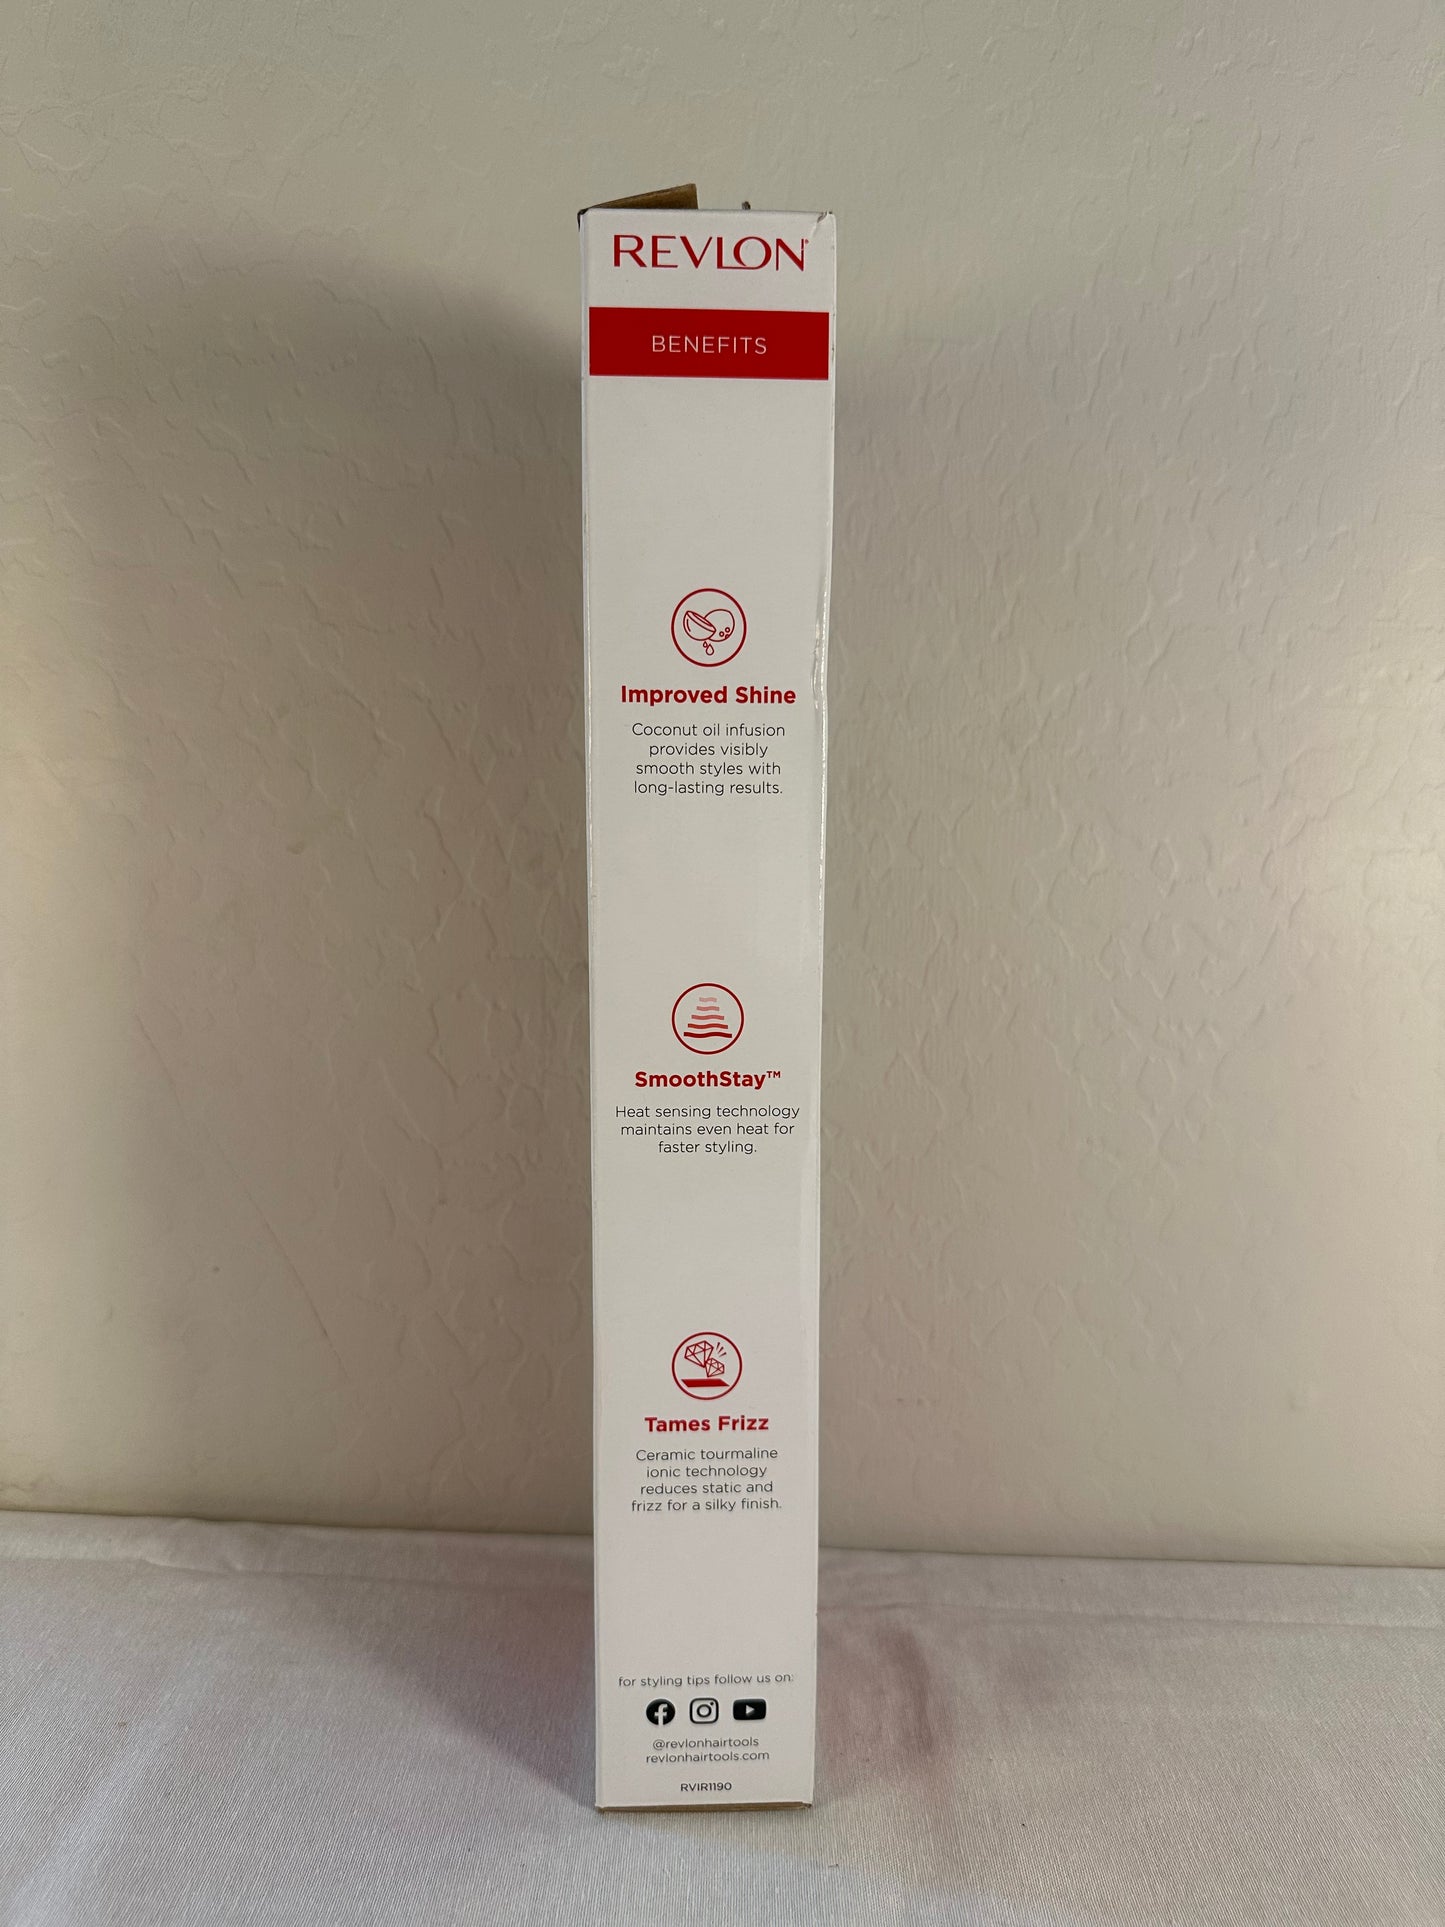 REVLON
BENEFITS
Improved Shine
Coconut oil infusion
provides visibly
smooth styles with
long-lasting results.
SmoothStay™
Heat sensing technology
maintains even heat for
faster styling.
Tames Frizz
Ceramic tourmaline
ionic technology
reduces static and
frizz for a silky finish.
for styling tips follow us on:
@revlonhairtools
revlonhairtools.com
RVIR1190